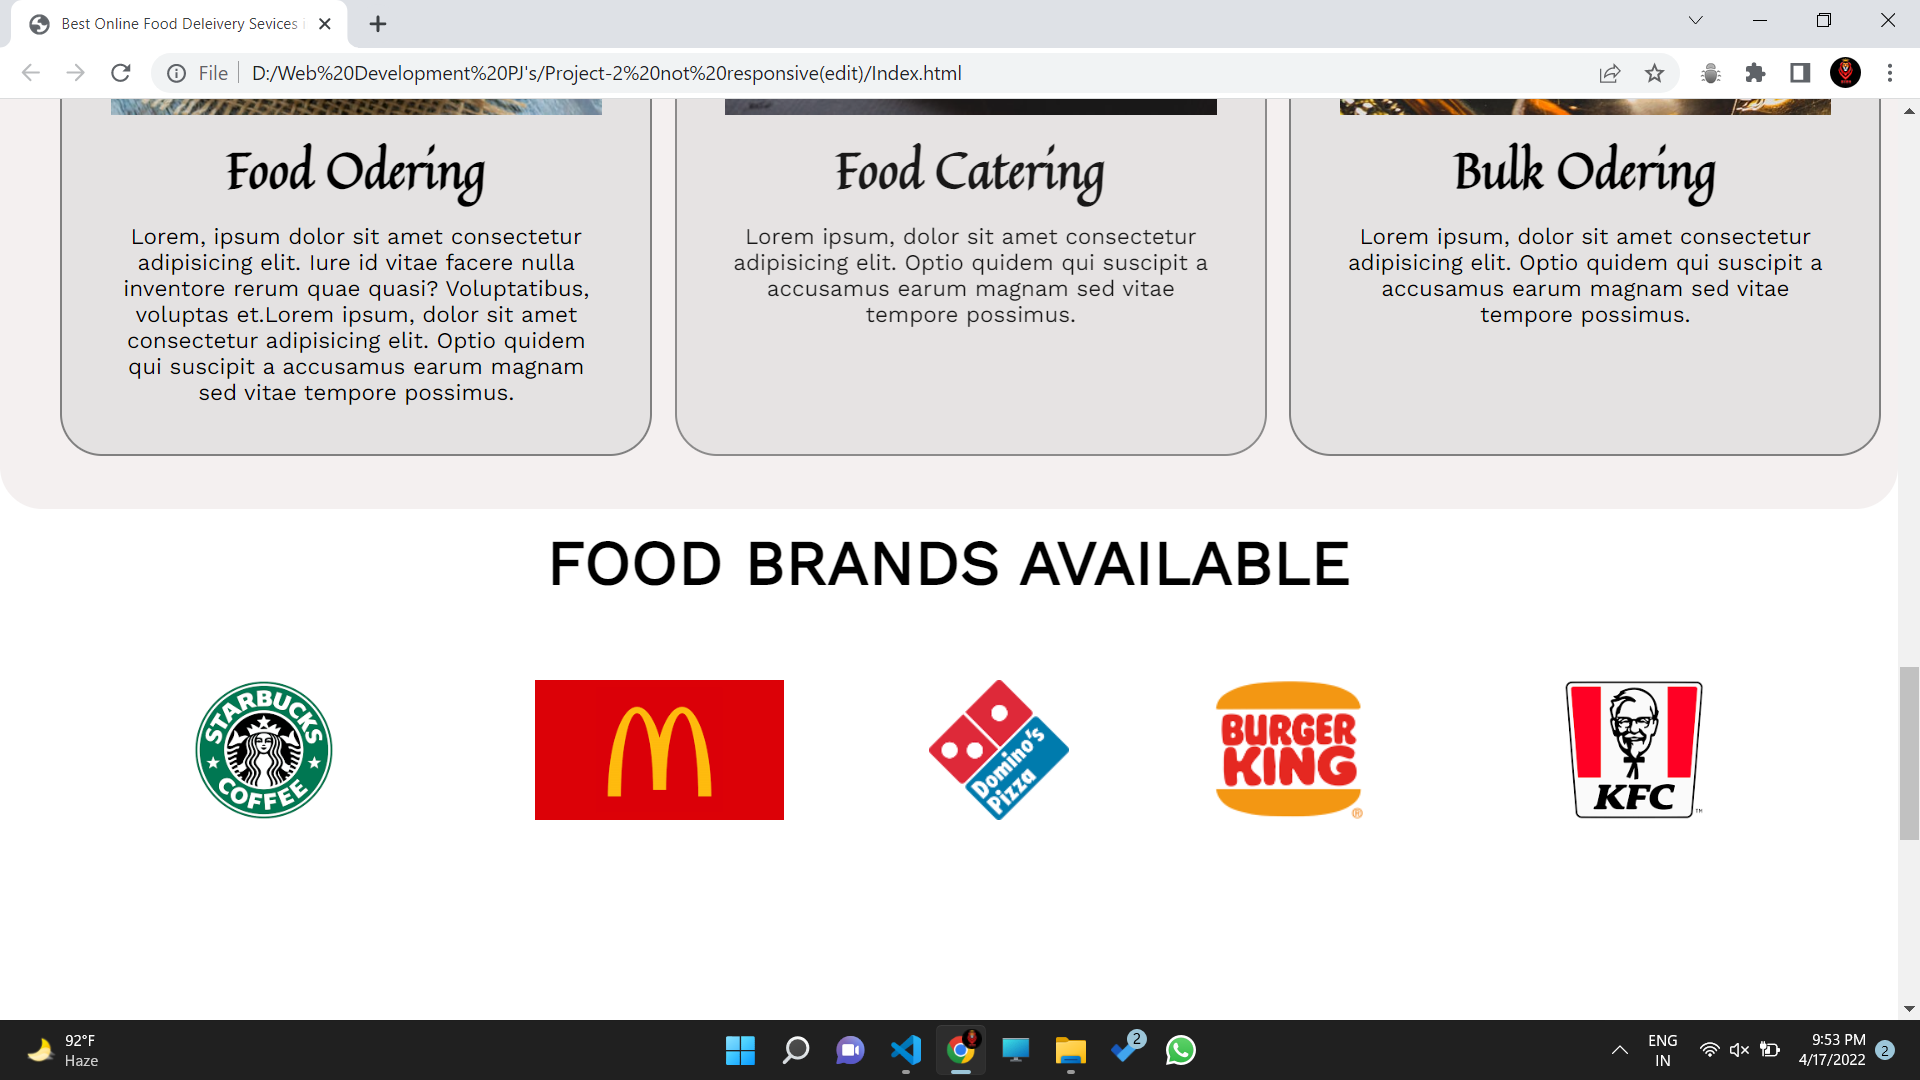 Best Online Food Deleivery Sevices i
File
D:/Web%20Development%20PJ's/Project-2%20not%20responsive(edit)/Index.html
Food Odering
Lorem, ipsum dolor sit amet consectetur
adipisicing elit. Iure id vitae facere nulla
inventore rerum quae quasi? Voluptatibus,
voluptas et.Lorem ipsum, dolor sit amet
consectetur adipisicing elit. Optio quidem
qui suscipit a accusamus earum magnam
sed vitae tempore possimus.
Food Catering
Lorem ipsum, dolor sit amet consectetur
adipisicing elit. Optio quidem qui suscipit a
accusamus earum magnam sed vitae
tempore possimus.
Bulk Odering
Lorem ipsum, dolor sit amet consectetur
adipisicing elit. Optio quidem qui suscipit a
accusamus earum magnam sed vitae
tempore possimus.
FOOD BRANDS AVAILABLE
STARBUCKS
COFFEE
Domino's
Pizza
BURGER
KING
®
KFC
™
92°F
Haze
2
ENG
IN
9:53 PM
4/17/2022
2